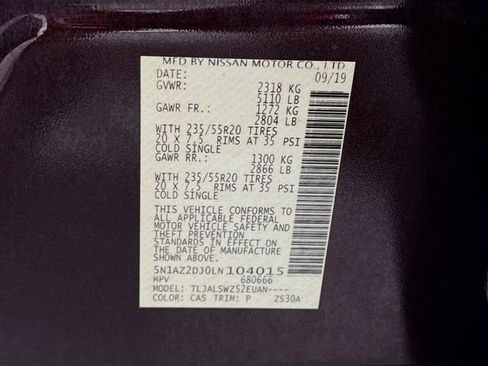 MFD BY NISSAN MOTOR CO., LTD.
DATE: 09/19
GVWR: 2318 KG
5110 LB
GAWR FR.: 1272 KG
2804 LB
WITH 235/55R20 TIRES
20 X 7.5 RIMS AT 35 PSI
COLD SINGLE
GAWR RR.: 1300 KG
2866 LB
WITH 235/55R20 TIRES
20 X 7.5 RIMS AT 35 PSI
COLD SINGLE
THIS VEHICLE CONFORMS TO
ALL APPLICABLE FEDERAL
MOTOR VEHICLE SAFETY
AND THEFT PREVENTION
STANDARDS IN EFFECT ON
THE DATE OF MANUFACTURE
SHOWN ABOVE.
5N1AZ2DJ0LN104015
MPV 680666
MODEL: TLJALSWZ52EUAN----
COLOR: CAS TRIM: P ZS30A